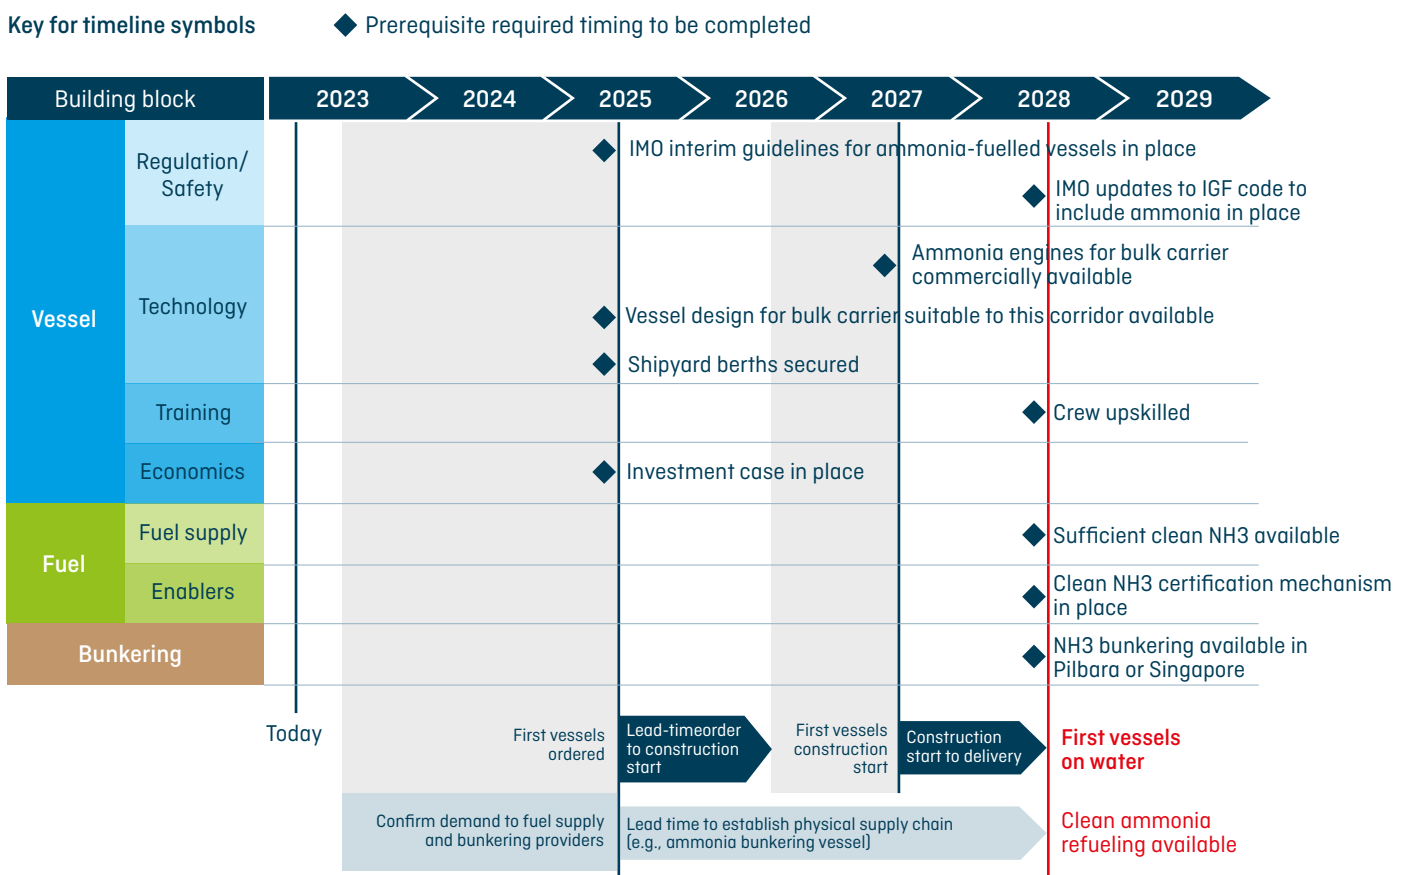 Key for timeline symbols
Prerequisite required timing to be completed
Building block
2023
2024
2025
2026
2027
2028
2029
Vessel
Regulation/
Safety
IMO interim guidelines for ammonia-fuelled vessels in place
IMO updates to IGF code to
include ammonia in place
Technology
Ammonia engines for bulk carrier
commercially available
Vessel design for bulk carrier suitable to this corridor available
Shipyard berths secured
Training
Crew upskilled
Economics
Investment case in place
Fuel
Fuel supply
Sufficient clean NH3 available
Enablers
Clean NH3 certification mechanism
in place
Bunkering
NH3 bunkering available in
Pilbara or Singapore
Today
First vessels
ordered
Lead-timeorder
to construction
start
First vessels
construction
start
Construction
start to delivery
First vessels
on water
Confirm demand to fuel supply
and bunkering providers
Lead time to establish physical supply chain
(e.g., ammonia bunkering vessel)
Clean ammonia
refueling available